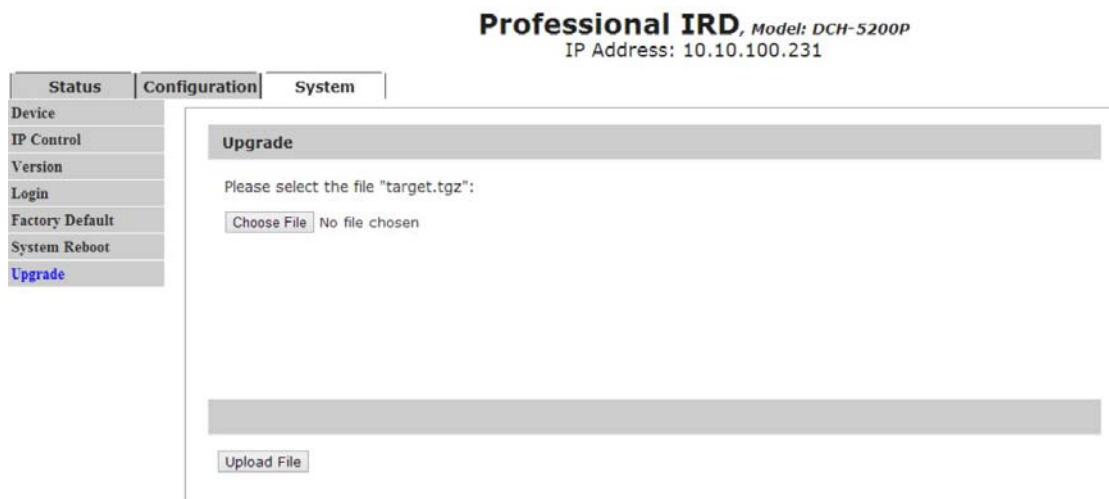 Professional IRD, Model: DCH-5200P
IP Address: 10.10.100.231
Status Configuration System
Device
IP Control
Version
Login
Factory Default
System Reboot
Upgrade
Upgrade
Please select the file "target.tgz":
Choose File No file chosen
Upload File